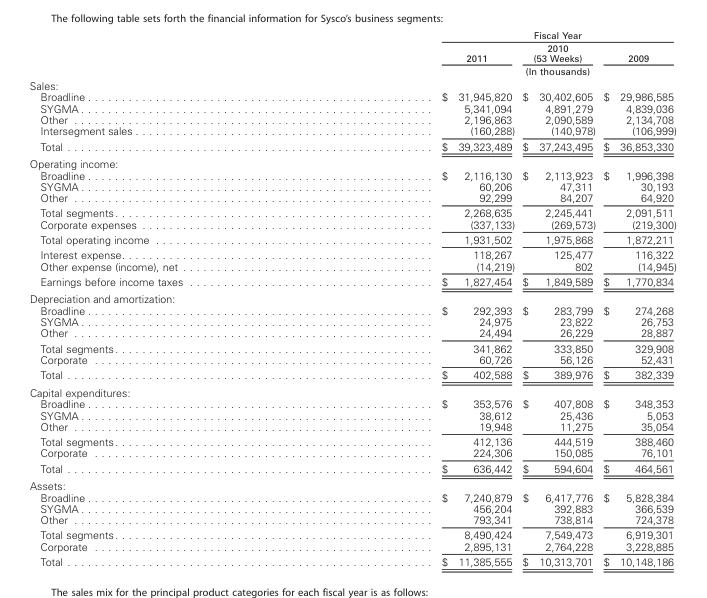 The following table sets forth the financial information for Sysco's business segments:
Fiscal Year
2010
2011 (53 Weeks) 2009
(In thousands)
Sales:
Broadline $ 31,945,820 $ 30,402,605 $ 29,986,585
SYGMA 5,341,094 4,891,279 4,839,036
Other 2,196,863 2,090,589 2,134,708
Intersegment sales (160,288) (140,978) (106,999)
Total $ 39,323,489 $ 37,243,495 $ 36,853,330
Operating income:
Broadline $ 2,116,130 $ 2,113,923 $ 1,996,398
SYGMA 60,206 47,311 30,193
Other 92,299 84,207 64,920
Total segments 2,268,635 2,245,441 2,091,511
Corporate expenses (337,133) (269,573) (219,300)
Total operating income 1,931,502 1,975,868 1,872,211
Interest expense 118,267 125,477 116,322
Other expense (income), net (14,219) 802 (14,945)
Earnings before income taxes $ 1,827,454 $ 1,849,589 $ 1,770,834
Depreciation and amortization:
Broadline $ 292,393 $ 283,799 $ 274,268
SYGMA 24,975 23,822 26,753
Other 24,494 26,229 28,887
Total segments 341,862 333,850 329,908
Corporate 60,726 56,126 52,431
Total $ 402,588 $ 389,976 $ 382,339
Capital expenditures:
Broadline $ 353,576 $ 407,808 $ 348,353
SYGMA 38,612 25,436 5,053
Other 19,948 11,275 35,054
Total segments 412,136 444,519 388,460
Corporate 224,306 150,085 76,101
Total $ 636,442 $ 594,604 $ 464,561
Assets:
Broadline $ 7,240,879 $ 6,417,776 $ 5,828,384
SYGMA 456,204 392,883 366,539
Other 793,341 738,814 724,378
Total segments 8,490,424 7,549,473 6,919,301
Corporate 2,895,131 2,764,228 3,228,885
Total $ 11,385,555 $ 10,313,701 $ 10,148,186
The sales mix for the principal product categories for each fiscal year is as follows: